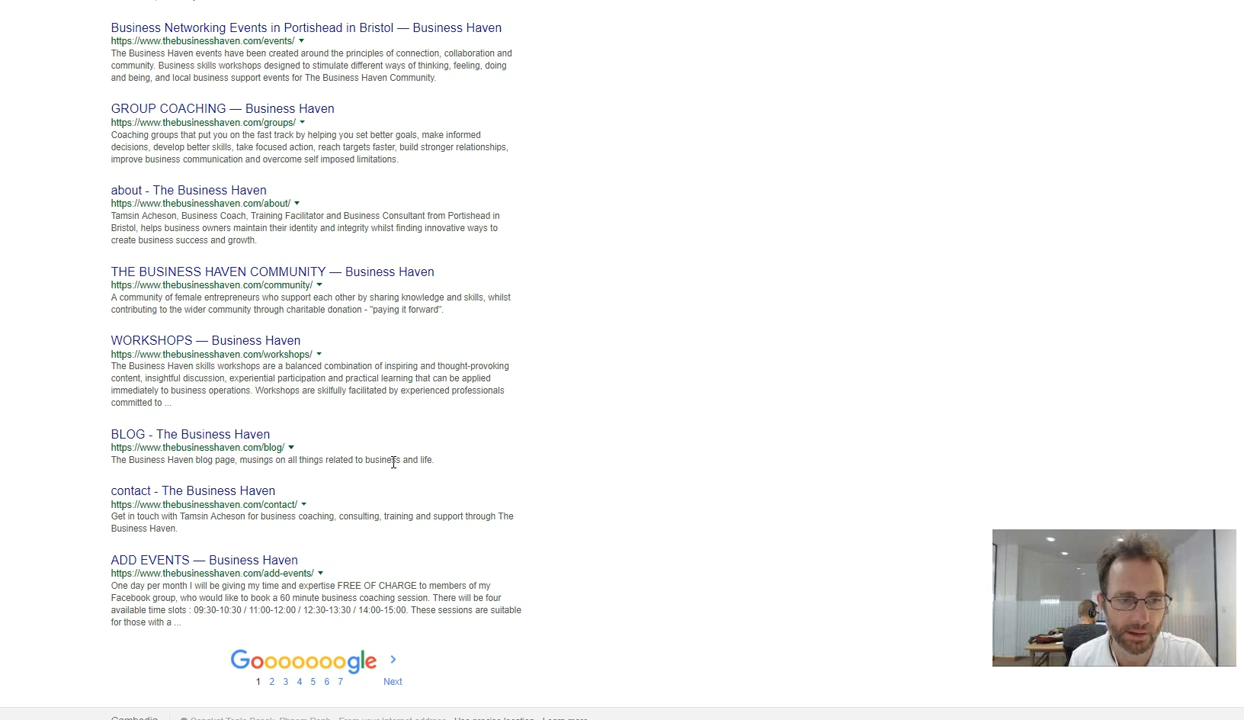 Business Networking Events in Portishead in Bristol — Business Haven
https://www.thebusinesshaven.com/events/
The Business Haven events have been created around the principles of connection, collaboration and
community. Business skills workshops designed to stimulate different ways of thinking, feeling, doing
and being, and local business support events for The Business Haven Community.
GROUP COACHING — Business Haven
https://www.thebusinesshaven.com/groups/
Coaching groups that put you on the fast track by helping you set better goals, make informed
decisions, develop better skills, take focused action, reach targets faster, build stronger relationships,
improve business communication and overcome self imposed limitations.
about - The Business Haven
https://www.thebusinesshaven.com/about/
Tamsin Acheson, Business Coach, Training Facilitator and Business Consultant from Portishead in
Bristol, helps business owners maintain their identity and integrity whilst finding innovative ways to
create business success and growth.
THE BUSINESS HAVEN COMMUNITY — Business Haven
https://www.thebusinesshaven.com/community/
A community of female entrepreneurs who support each other by sharing knowledge and skills, whilst
contributing to the wider community through charitable donation - "paying it forward".
WORKSHOPS — Business Haven
https://www.thebusinesshaven.com/workshops/
The Business Haven skills workshops are a balanced combination of inspiring and thought-provoking
content, insightful discussion, experiential participation and practical learning that can be applied
immediately to business operations. Workshops are skilfully facilitated by experienced professionals
committed to ...
BLOG - The Business Haven
https://www.thebusinesshaven.com/blog/
The Business Haven blog page, musings on all things related to business and life.
contact - The Business Haven
https://www.thebusinesshaven.com/contact/
Get in touch with Tamsin Acheson for business coaching, consulting, training and support through The
Business Haven.
ADD EVENTS — Business Haven
https://www.thebusinesshaven.com/add-events/
One day per month I will be giving my time and expertise FREE OF CHARGE to members of my
Facebook group, who would like to book a 60 minute business coaching session. There will be four
available time slots : 09:30-10:30 / 11:00-12:00 / 12:30-13:30 / 14:00-15:00. These sessions are suitable
for those with a ...
Gooooooogle
1 2 3 4 5 6 7 Next